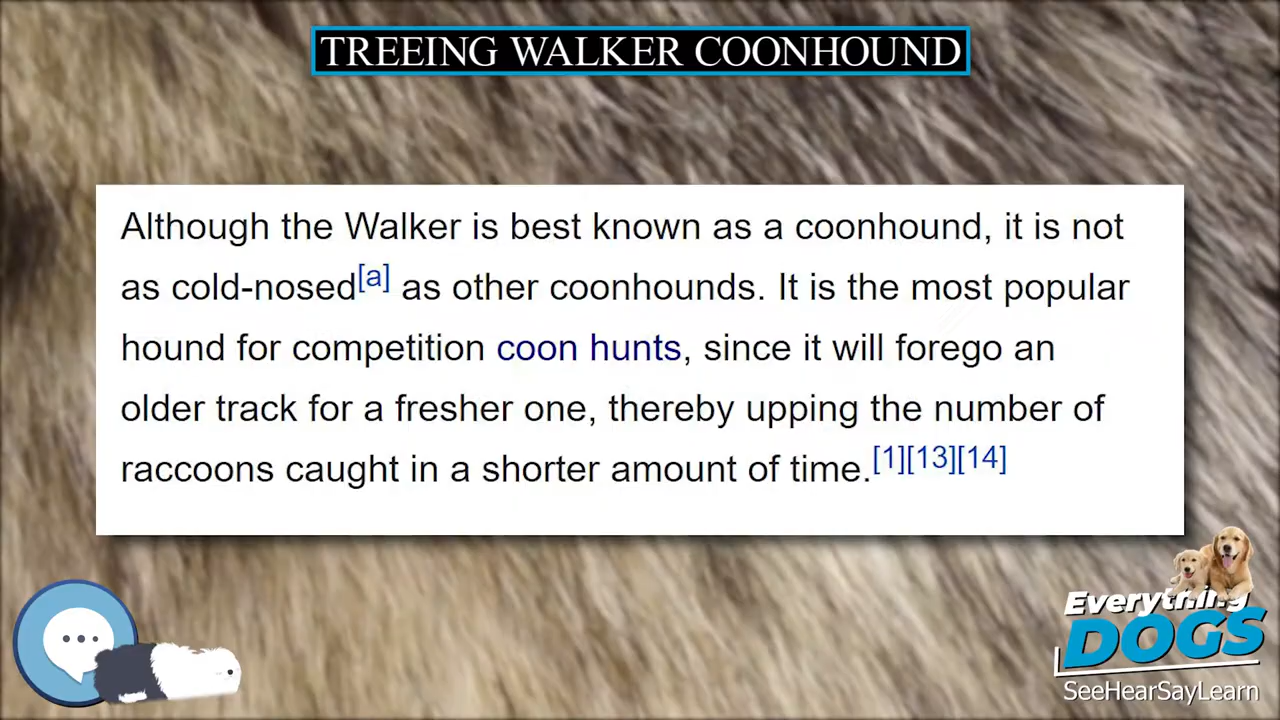 TREEING WALKER COONHOUND
Although the Walker is best known as a coonhound, it is not
as cold-nosed[a] as other coonhounds. It is the most popular
hound for competition coon hunts, since it will forego an
older track for a fresher one, thereby upping the number of
raccoons caught in a shorter amount of time.[1][13][14]
Everything
DOGS
SeeHearSayLearn